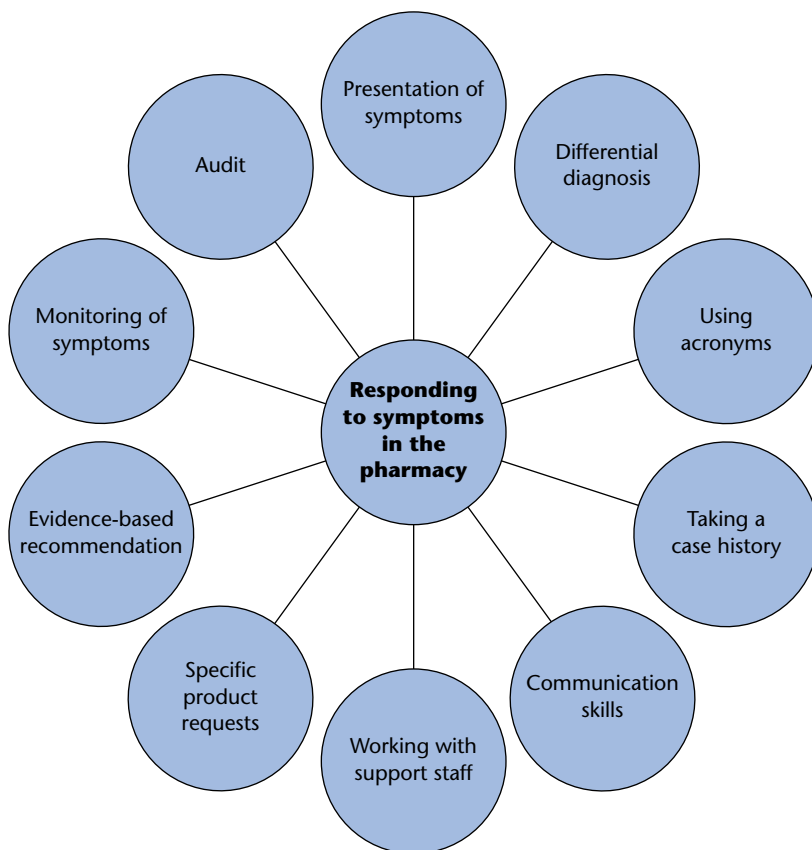 Presentation of
symptoms
Differential
diagnosis
Using
acronyms
Taking a
case history
Communication
skills
Working with
support staff
Specific
product
requests
Evidence-based
recommendation
Monitoring of
symptoms
Audit
Responding
to symptoms
in the
pharmacy